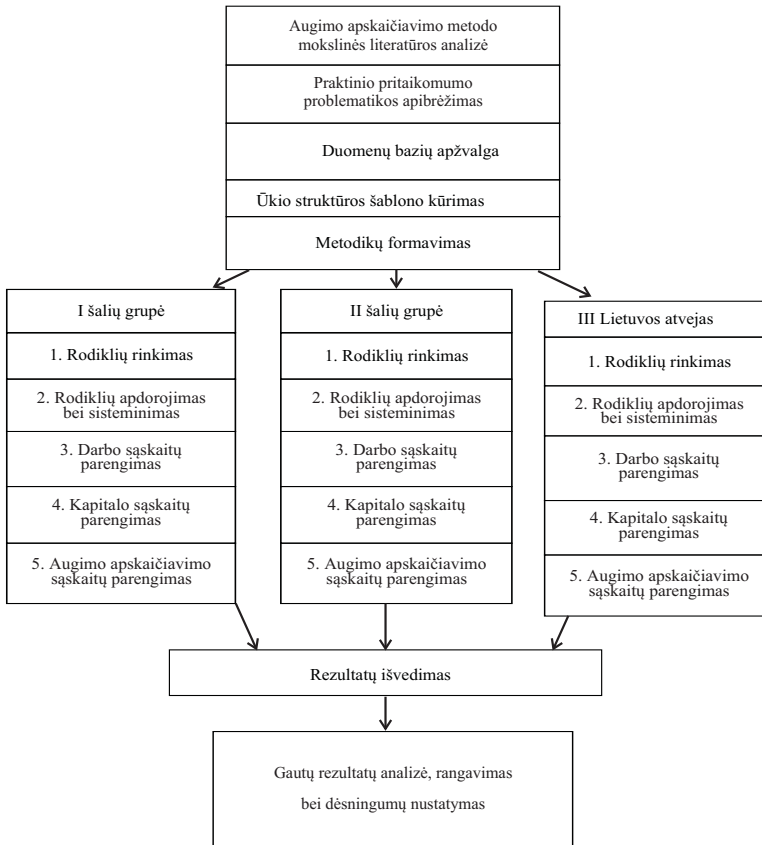 Augimo apskaičiavimo metodo
mokslinės literatūros analizė
Praktinio pritaikomumo
problematikos apibrėžimas
Duomenų bazių apžvalga
Ūkio struktūros šablono kūrimas
Metodikų formavimas
I šalių grupė
1. Rodiklių rinkimas
2. Rodiklių apdorojimas
bei sisteminimas
3. Darbo sąskaitų
parengimas
4. Kapitalo sąskaitų
parengimas
5. Augimo apskaičiavimo
sąskaitų parengimas
II šalių grupė
1. Rodiklių rinkimas
2. Rodiklių apdorojimas
bei sisteminimas
3. Darbo sąskaitų
parengimas
4. Kapitalo sąskaitų
parengimas
5. Augimo apskaičiavimo
sąskaitų parengimas
III Lietuvos atvejas
1. Rodiklių rinkimas
2. Rodiklių apdorojimas
bei sisteminimas
3. Darbo sąskaitų
parengimas
4. Kapitalo sąskaitų
parengimas
5. Augimo apskaičiavimo
sąskaitų parengimas
Rezultatų išvedimas
Gautų rezultatų analizė, rangavimas
bei dėsningumų nustatymas